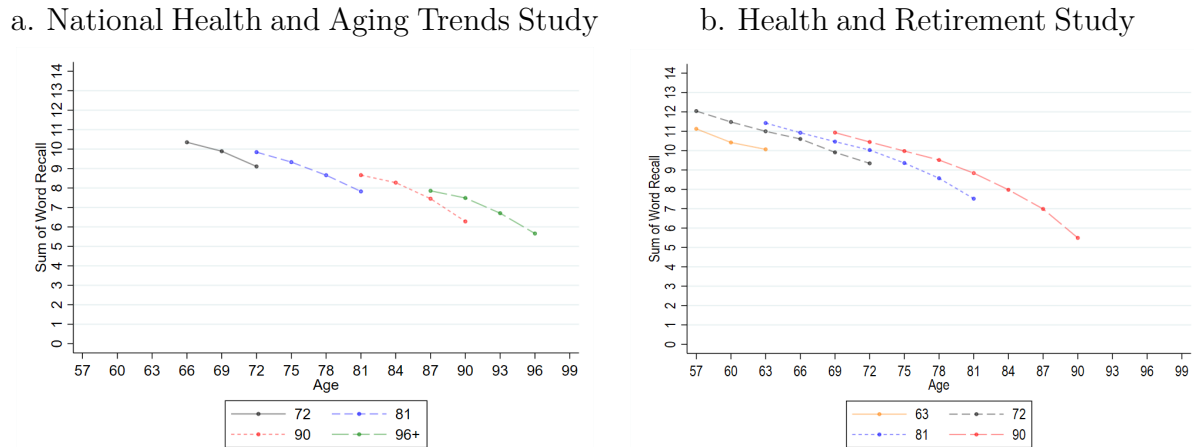 a. National Health and Aging Trends Study
b. Health and Retirement Study
Sum of Word Recall
0 1 2 3 4 5 6 7 8 9 10 11 12 13 14
57 60 63 66 69 72 75 78 81 84 87 90 93 96 99
Age
72 81
90 96+
Sum of Word Recall
0 1 2 3 4 5 6 7 8 9 10 11 12 13 14
57 60 63 66 69 72 75 78 81 84 87 90 93 96 99
Age
63 72
81 90